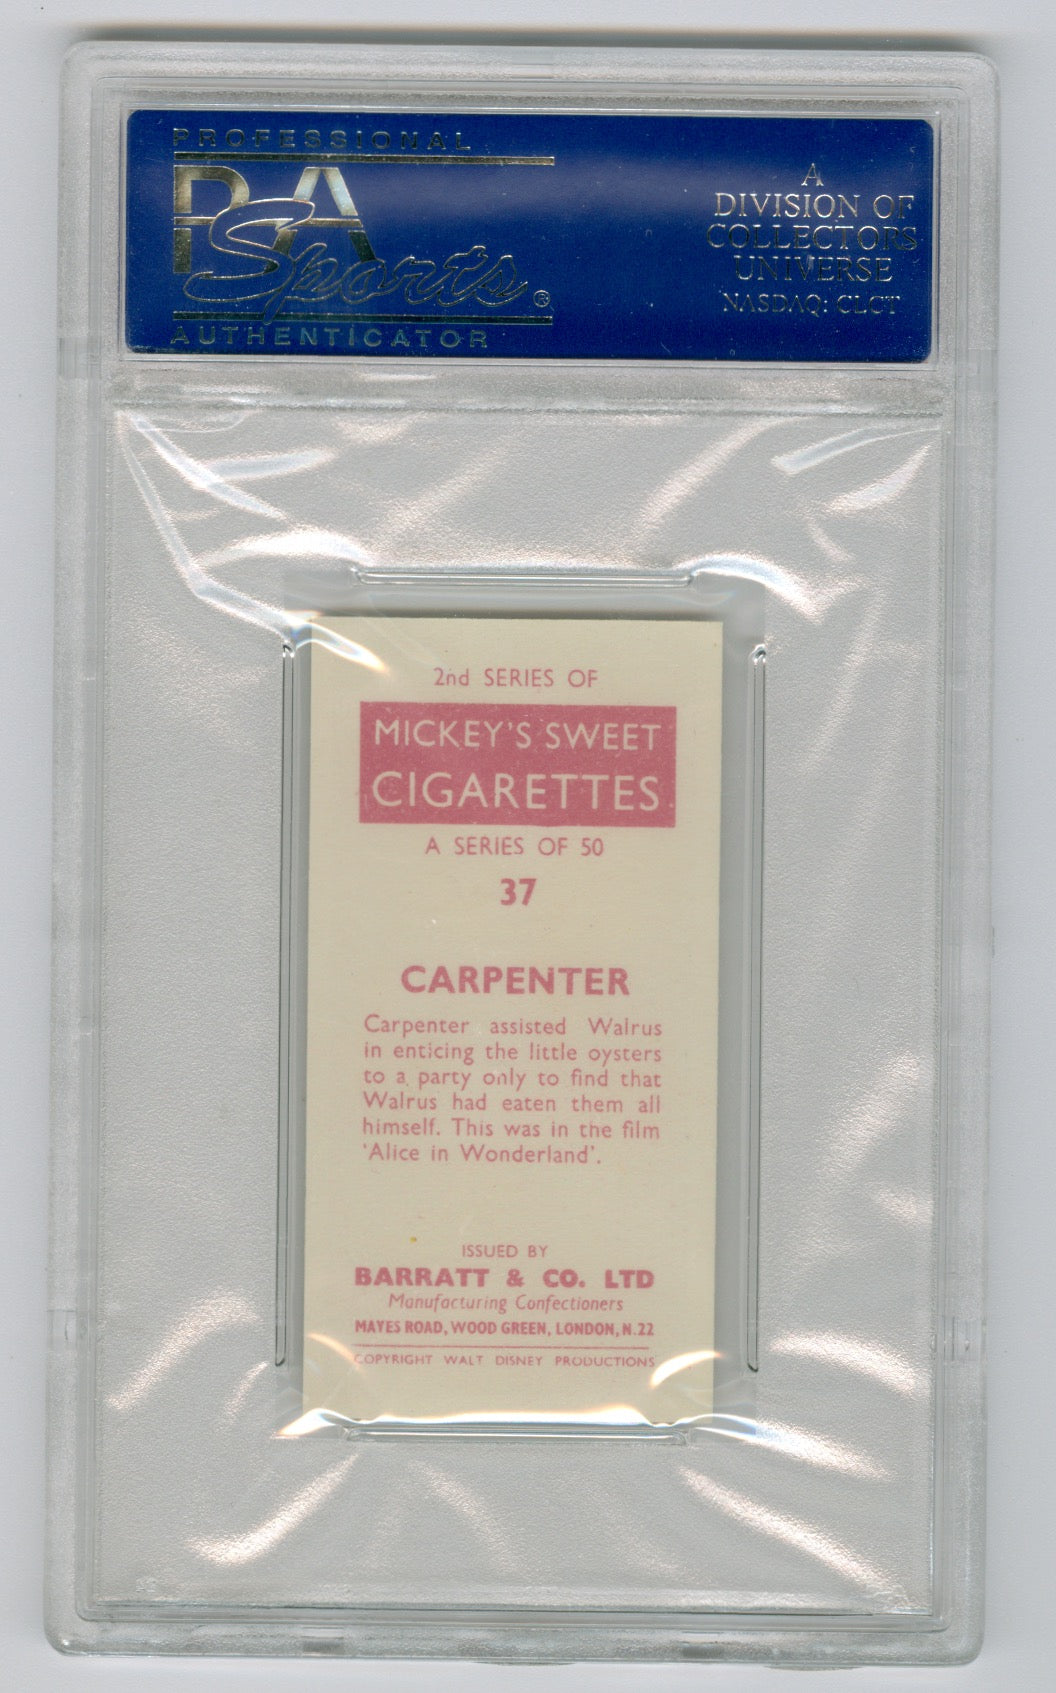 PROFESSIONAL
PSA
Sports®
AUTHENTICATOR
A
DIVISION OF
COLLECTORS
UNIVERSE
NASDAQ: CLCT
2nd SERIES OF
MICKEY'S SWEET
CIGARETTES
A SERIES OF 50
37
CARPENTER
Carpenter assisted Walrus
in enticing the little oysters
to a party only to find that
Walrus had eaten them all
himself. This was in the film
'Alice in Wonderland'.
ISSUED BY
BARRATT & CO. LTD
Manufacturing Confectioners
MAYES ROAD, WOOD GREEN, LONDON, N.22
COPYRIGHT WALT DISNEY PRODUCTIONS